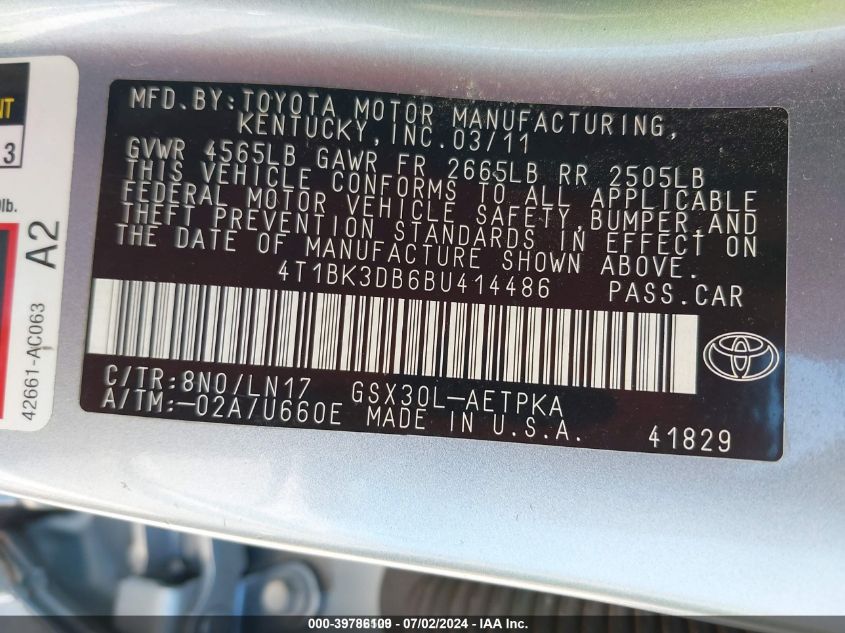 MFD.BY:TOYOTA MOTOR MANUFACTURING,
KENTUCKY,INC.03/11
GVWR 4565LB GAWR FR 2665LB RR 2505LB
THIS VEHICLE CONFORMS TO ALL APPLICABLE
FEDERAL MOTOR VEHICLE SAFETY,BUMPER,AND
THEFT PREVENTION STANDARDS IN EFFECT ON
THE DATE OF MANUFACTURE SHOWN ABOVE.
4T1BK3DB6BU414486 PASS.CAR
C/TR:8N0/LN17 GSX30L-AETPKA
A/TM:-02A/U660E MADE IN U.S.A.
41829
3
lb.
A2
42661-AC063
000-39786109 - 07/02/2024 - IAAI Inc.